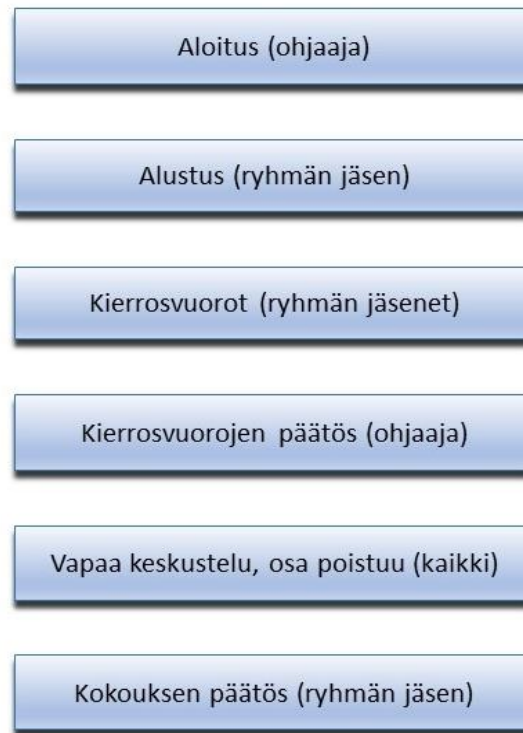 Aloitus (ohjaaja)
Alustus (ryhmän jäsen)
Kierrosvuorot (ryhmän jäsenet)
Kierrosvuorojen päätös (ohjaaja)
Vapaa keskustelu, osa poistuu (kaikki)
Kokouksen päätös (ryhmän jäsen)